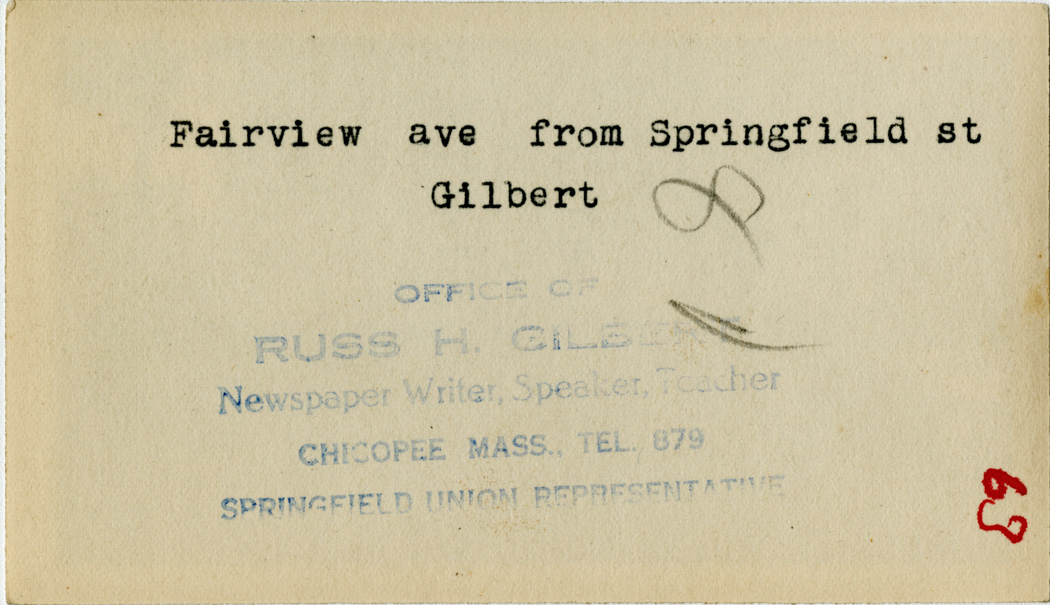 Fairview ave from Springfield st
Gilbert
OFFICE OF
RUSS H. GILBERT
Newspaper Writer, Speaker, Teacher
CHICOPEE MASS., TEL. 879
SPRINGFIELD UNION REPRESENTATIVE